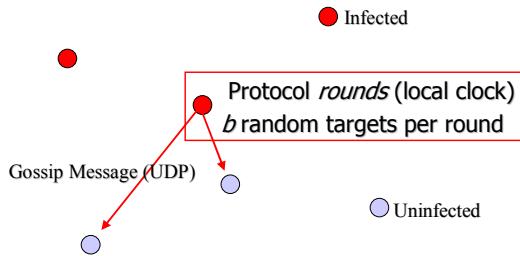 Infected
Protocol rounds (local clock)
b random targets per round
Gossip Message (UDP)
Uninfected